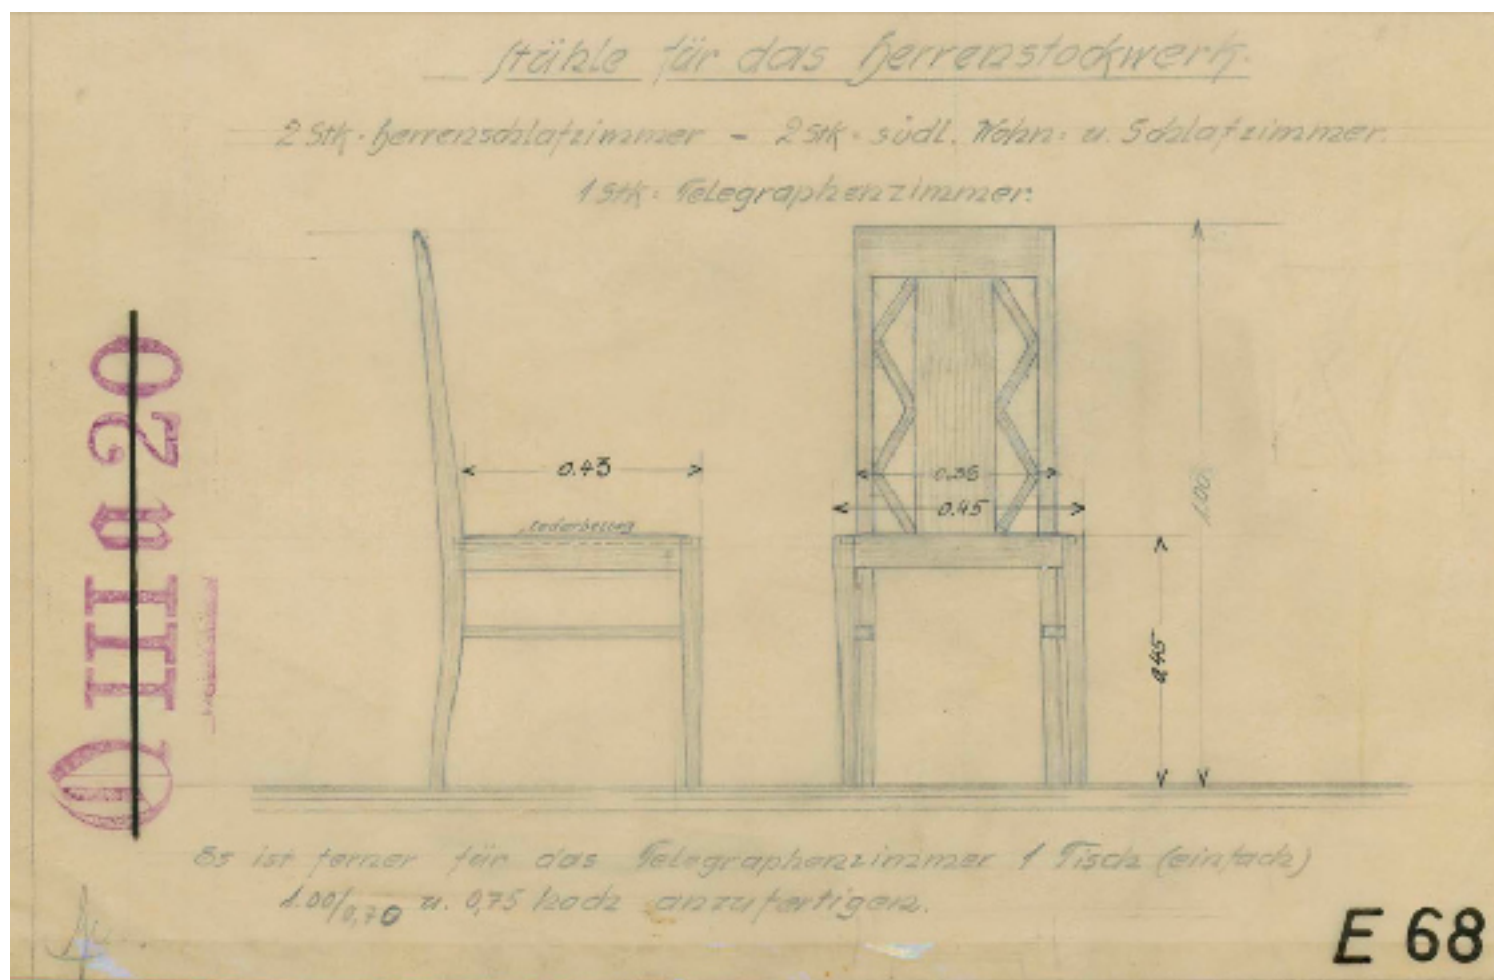 Stühle für das Herrenstockwerk.
2 Stk. Herrenschlafzimmer – 2 Stk. südl. Wohn- u. Schlafzimmer.
1 Stk. Telegraphenzimmer.
0.43
0.36
0.45
1.00
Lederbezug
0.45
O III a 20
Es ist ferner für das Telegraphenzimmer 1 Tisch (einfach)
1.00/0,70 u. 0,75 hoch anzufertigen.
E 68